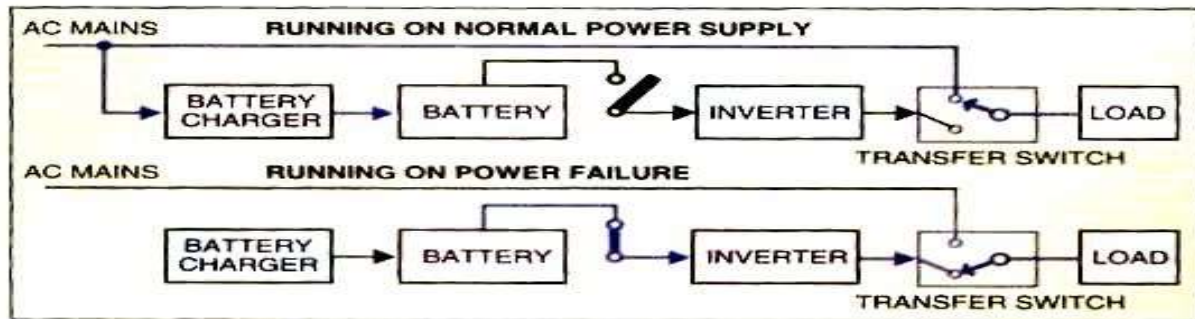 AC MAINS RUNNING ON NORMAL POWER SUPPLY
BATTERY
CHARGER
BATTERY
INVERTER
LOAD
TRANSFER SWITCH
AC MAINS RUNNING ON POWER FAILURE
BATTERY
CHARGER
BATTERY
INVERTER
LOAD
TRANSFER SWITCH